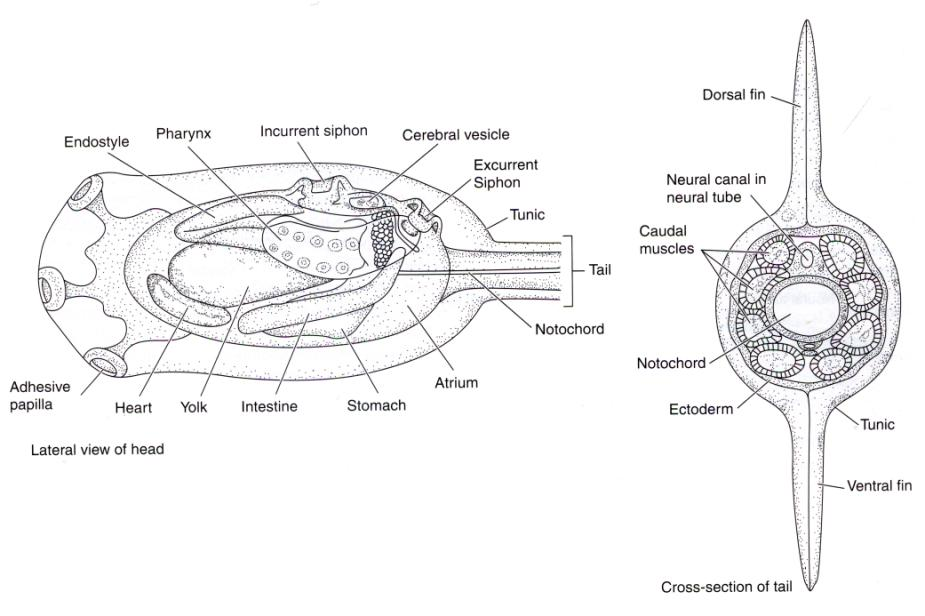 Endostyle
Pharynx
Incurrent siphon
Cerebral vesicle
Excurrent
Siphon
Tunic
Tail
Notochord
Atrium
Stomach
Intestine
Yolk
Heart
Adhesive
papilla
Lateral view of head
Dorsal fin
Neural canal in
neural tube
Caudal
muscles
Notochord
Ectoderm
Tunic
Ventral fin
Cross-section of tail